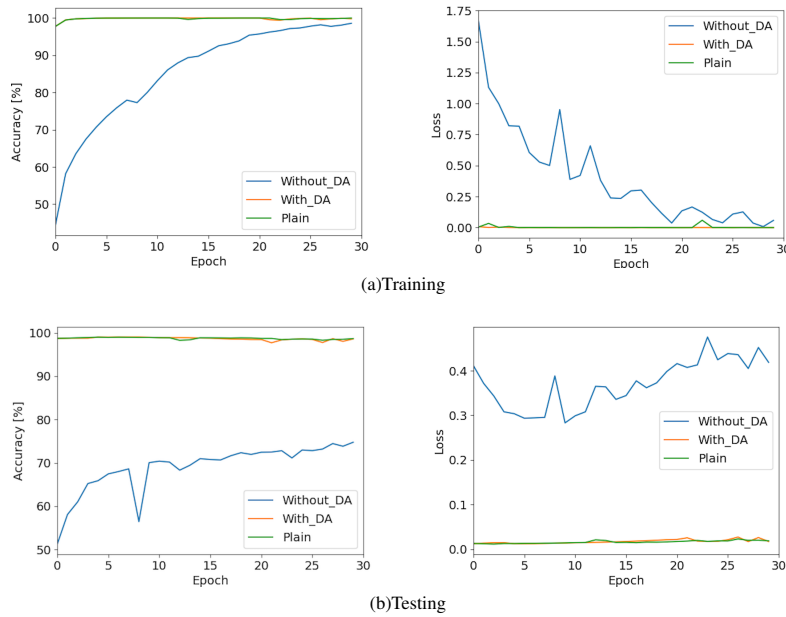 100
90
80
70
60
50
Accuracy [%]
0 5 10 15 20 25 30
Epoch
Without_DA
With_DA
Plain
1.75
1.50
1.25
1.00
0.75
0.50
0.25
0.00
Loss
0 5 10 15 20 25 30
Epoch
Without_DA
With_DA
Plain
(a)Training
100
90
80
70
60
50
Accuracy [%]
0 5 10 15 20 25 30
Epoch
Without_DA
With_DA
Plain
0.4
0.3
0.2
0.1
0.0
Loss
0 5 10 15 20 25 30
Epoch
Without_DA
With_DA
Plain
(b)Testing